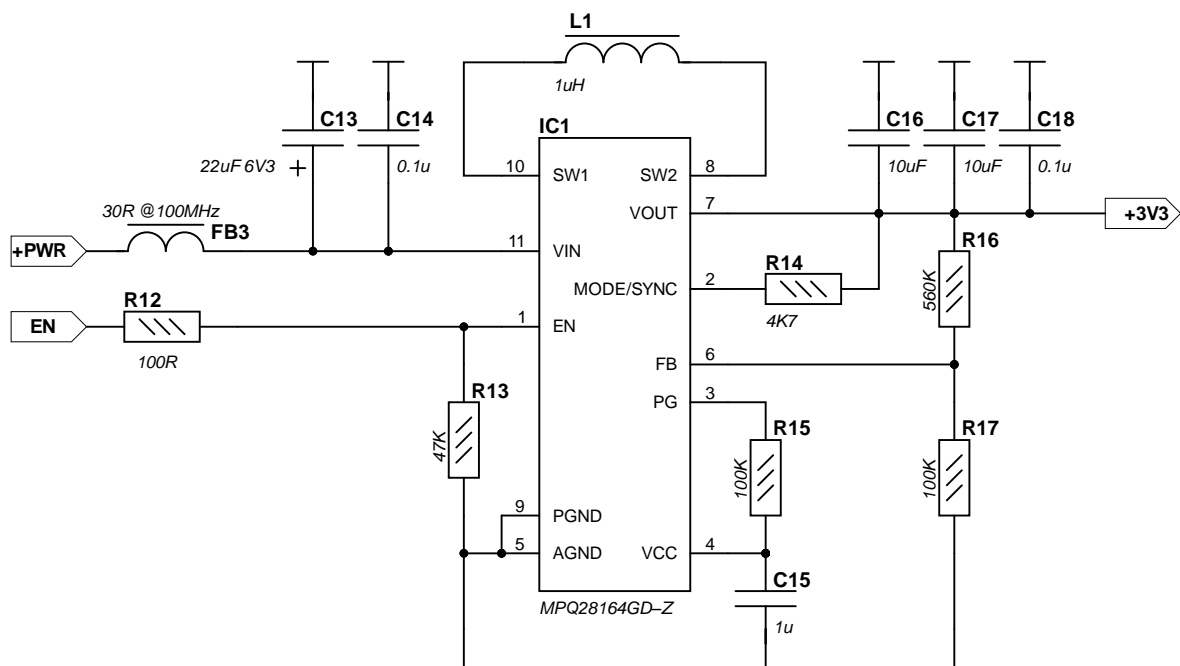 L1
1uH
C13
22uF 6V3 +
C14
0.1u
IC1
C16
10uF
C17
10uF
C18
0.1u
10 SW1
SW2 8
VOUT 7
30R @100MHz
FB3
+PWR
11 VIN
+3V3
MODE/SYNC 2
R14
4K7
R16
560K
EN
R12
100R
1 EN
FB 6
R13
47K
PG 3
R15
100K
R17
100K
9 PGND
5 AGND
VCC 4
C15
1u
MPQ28164GD–Z